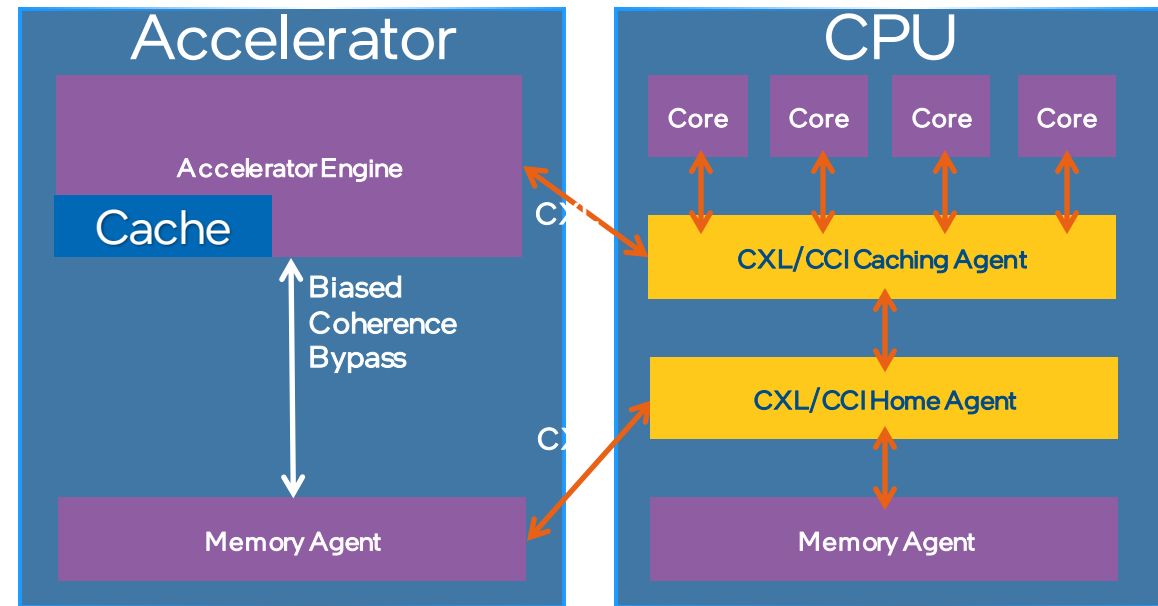 Accelerator
Accelerator Engine
Cache
Biased
Coherence
Bypass
Memory Agent
CPU
Core
Core
Core
Core
CXL/CCI Caching Agent
CXL/CCI Home Agent
Memory Agent